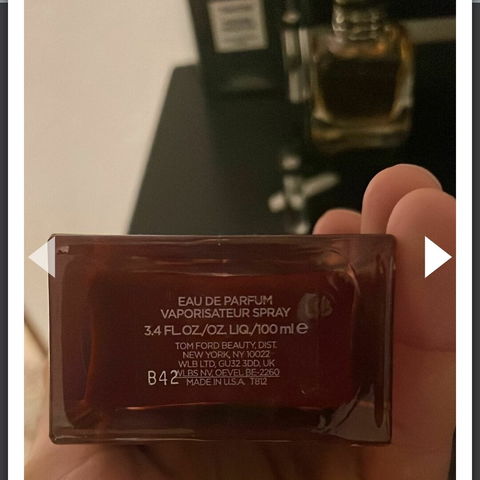 EAU DE PARFUM
VAPORISATEUR SPRAY
3.4 FL.OZ./OZ. LIQ./100 ml e
TOM FORD BEAUTY, DIST.
NEW YORK, NY 10022
WLB LTD, GU32 3DD, UK
WLBS NV, OEVEL BE-2260
MADE IN U.S.A. T812
B42